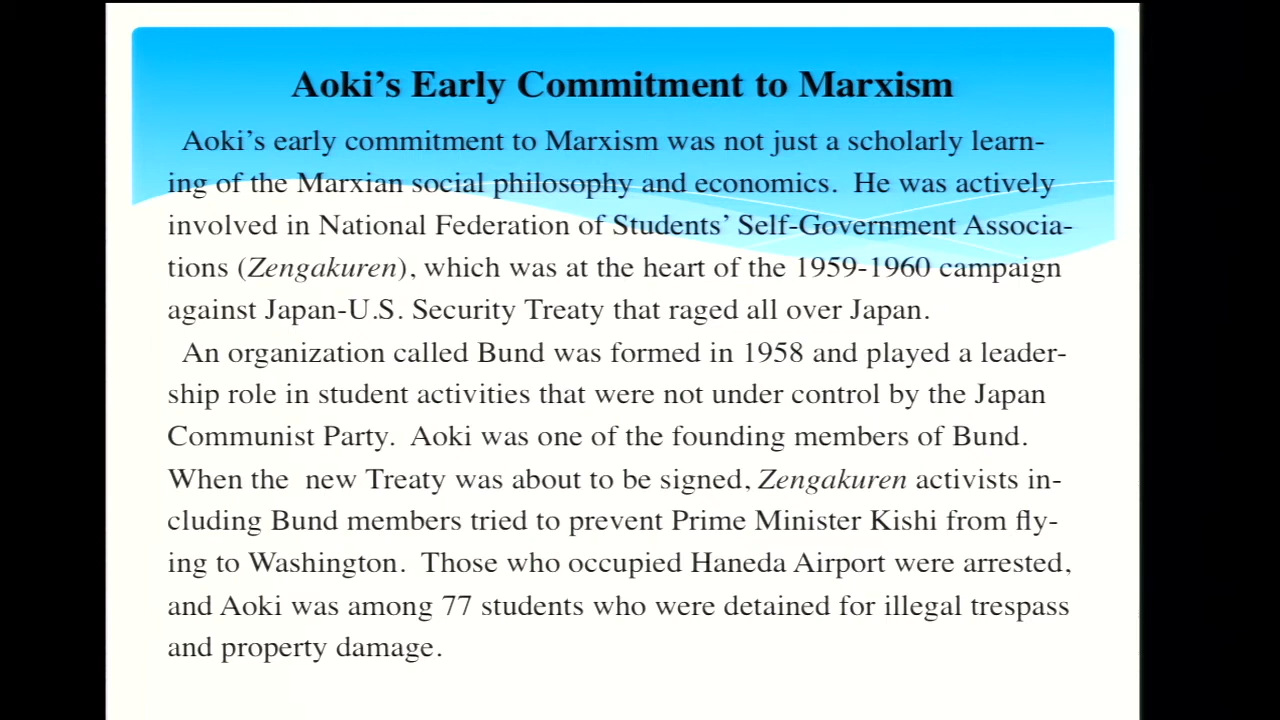 Aoki’s Early Commitment to Marxism
Aoki’s early commitment to Marxism was not just a scholarly learn-
ing of the Marxian social philosophy and economics.  He was actively
involved in National Federation of Students’ Self-Government Associa-
tions (Zengakuren), which was at the heart of the 1959-1960 campaign
against Japan-U.S. Security Treaty that raged all over Japan.
An organization called Bund was formed in 1958 and played a leader-
ship role in student activities that were not under control by the Japan
Communist Party.  Aoki was one of the founding members of Bund.
When the  new Treaty was about to be signed, Zengakuren activists in-
cluding Bund members tried to prevent Prime Minister Kishi from fly-
ing to Washington.  Those who occupied Haneda Airport were arrested,
and Aoki was among 77 students who were detained for illegal trespass
and property damage.